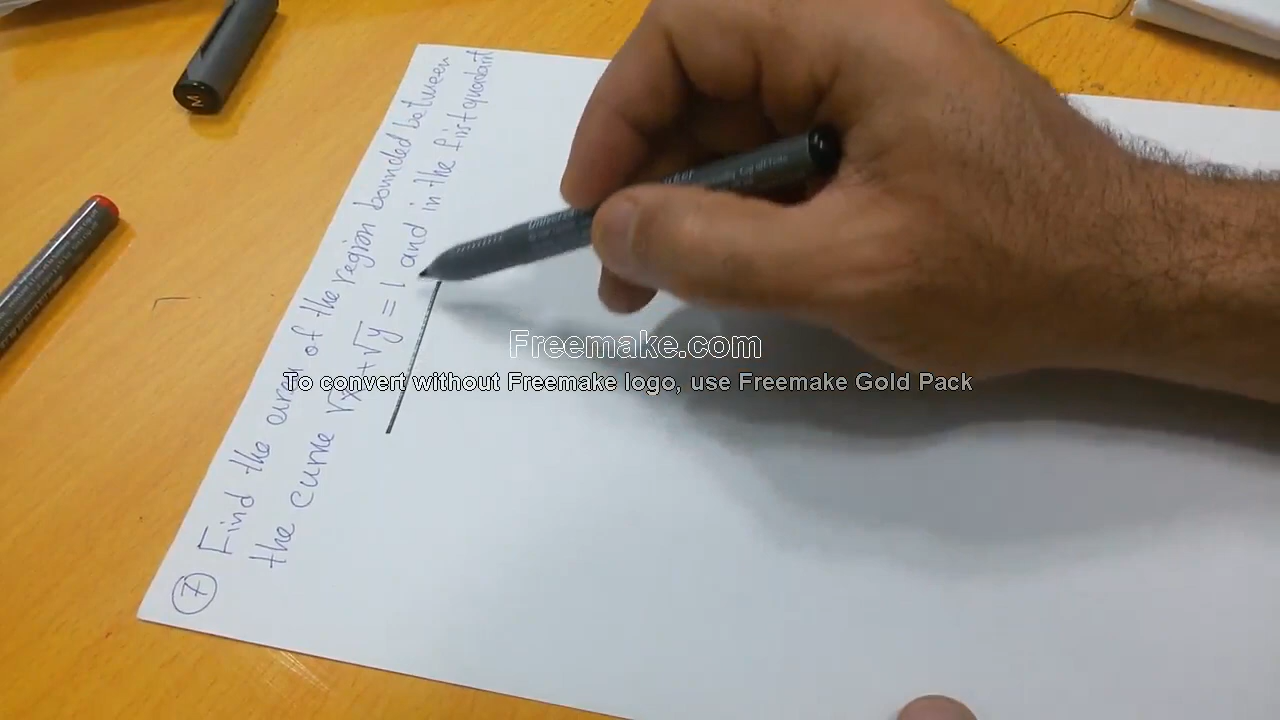 7 Find the area of the region bounded between
the curve √x+√y = 1 and in the first quadrant
Freemake.com
To convert without Freemake logo, use Freemake Gold Pack
M
Universal